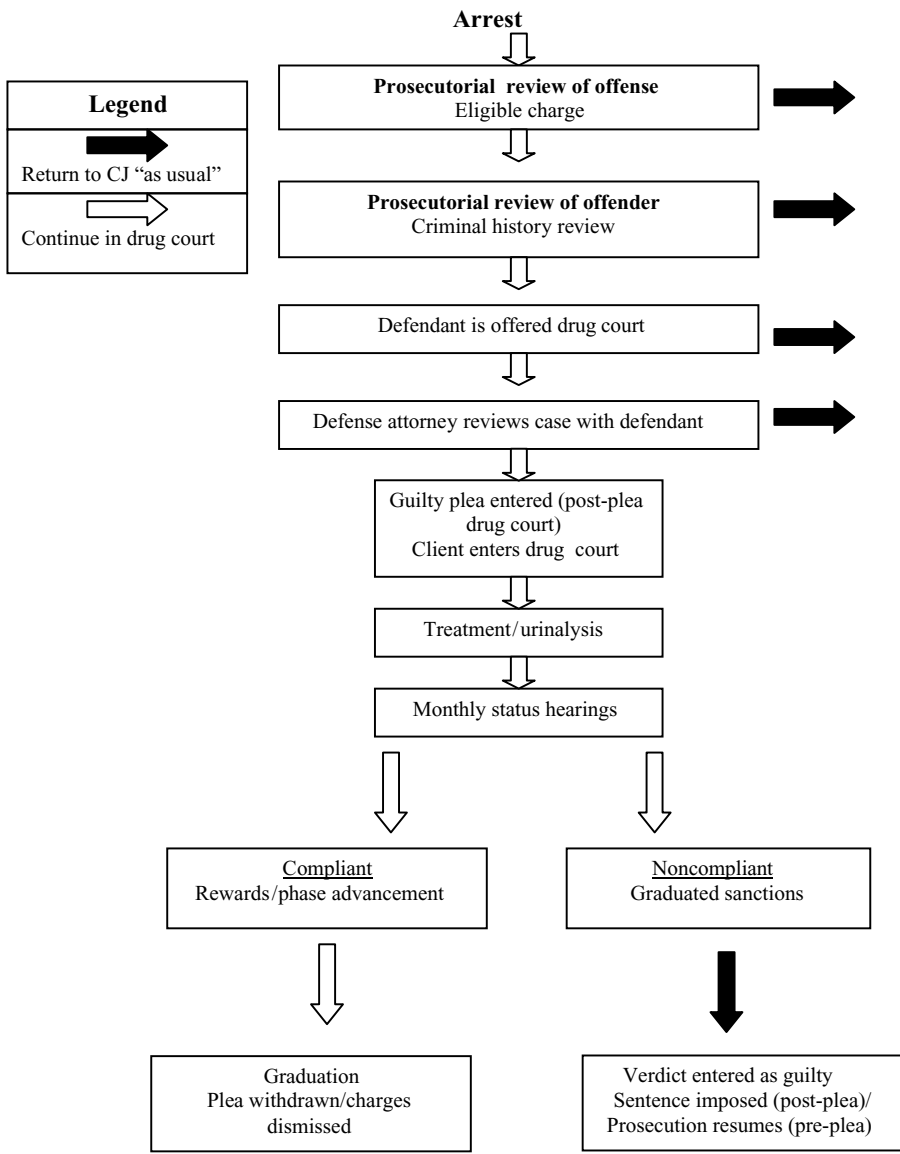 Arrest
Prosecutorial review of offense
Eligible charge
Legend
Return to CJ “as usual”
Continue in drug court
Prosecutorial review of offender
Criminal history review
Defendant is offered drug court
Defense attorney reviews case with defendant
Guilty plea entered (post-plea
drug court)
Client enters drug court
Treatment/urinalysis
Monthly status hearings
Compliant
Rewards/phase advancement
Noncompliant
Graduated sanctions
Graduation
Plea withdrawn/charges
dismissed
Verdict entered as guilty
Sentence imposed (post-plea)/
Prosecution resumes (pre-plea)